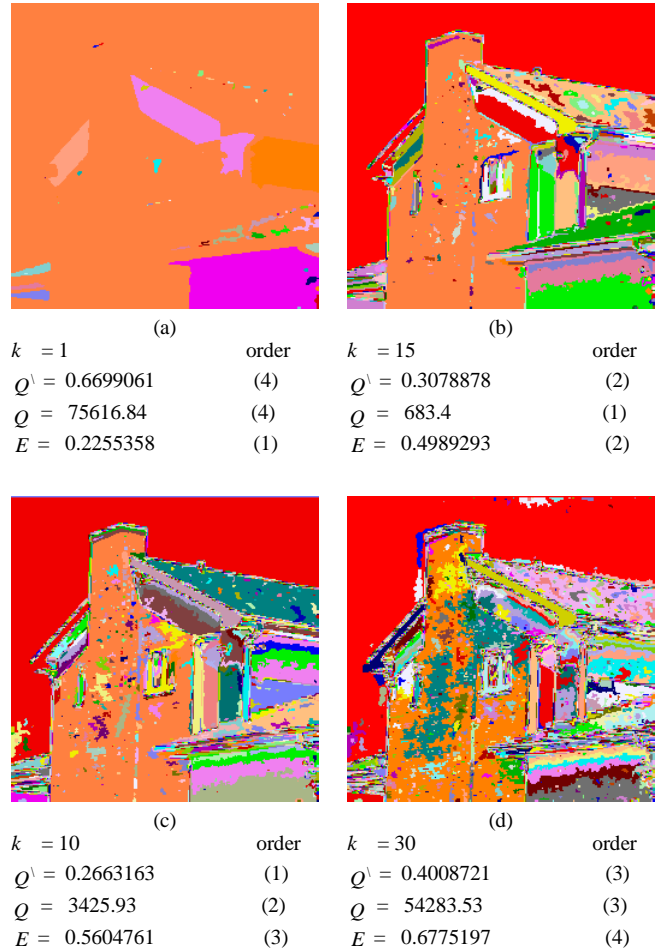 (a)
k = 1 order
Q\ = 0.6699061 (4)
Q = 75616.84 (4)
E = 0.2255358 (1)
(b)
k = 15 order
Q\ = 0.3078878 (2)
Q = 683.4 (1)
E = 0.4989293 (2)
(c)
k = 10 order
Q\ = 0.2663163 (1)
Q = 3425.93 (2)
E = 0.5604761 (3)
(d)
k = 30 order
Q\ = 0.4008721 (3)
Q = 54283.53 (3)
E = 0.6775197 (4)